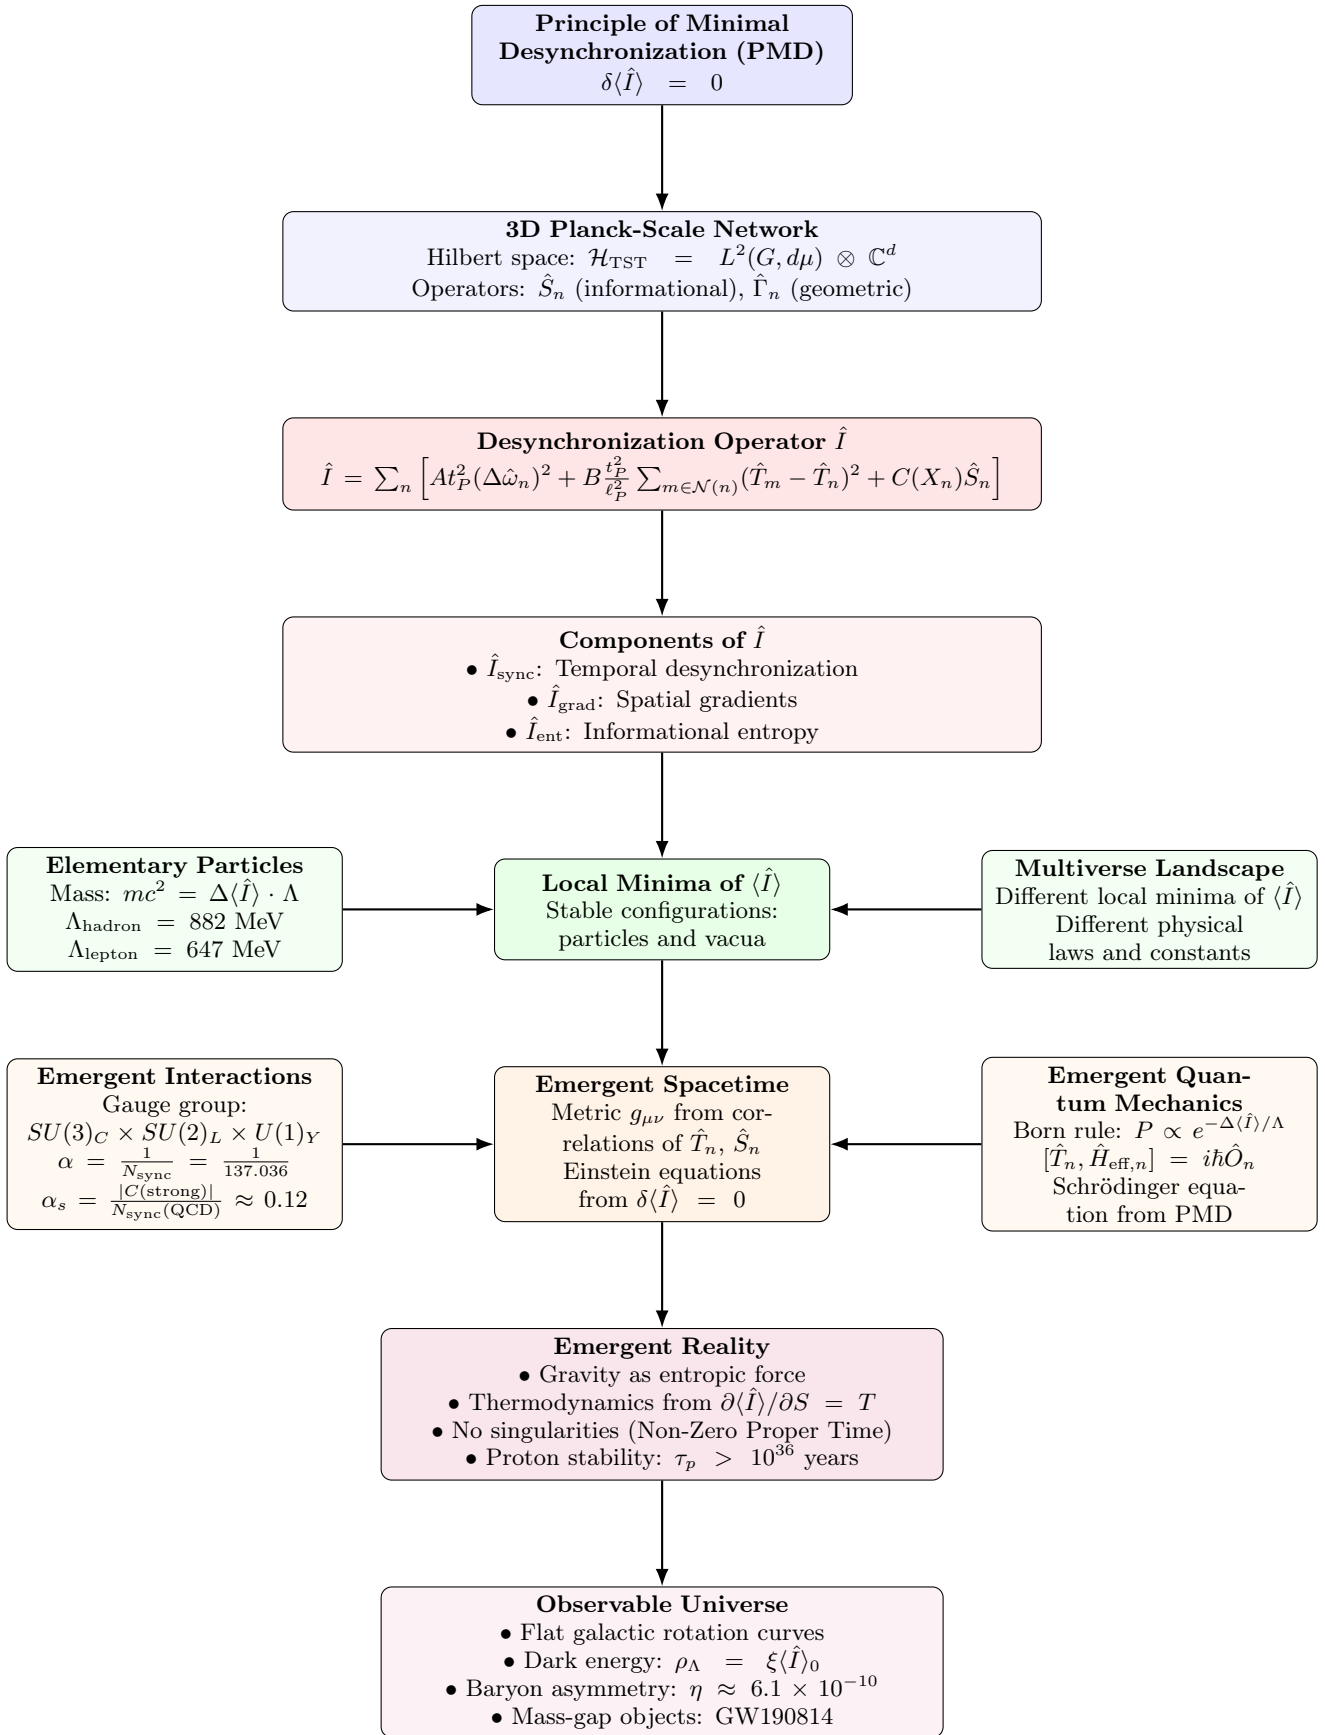 Principle of Minimal
Desynchronization (PMD)
δ⟨Î⟩ = 0
3D Planck-Scale Network
Hilbert space: ℋ_TST = L²(G, dμ) ⊗ ℂ^d
Operators: Ŝ_n (informational), Γ̂_n (geometric)
Desynchronization Operator Î
Î = ∑_n [At_P²(Δω̂_n)² + B t_P²/ℓ_P² ∑_{m∈𝒩(n)}(T̂_m − T̂_n)² + C(X_n)Ŝ_n]
Components of Î
• Î_sync: Temporal desynchronization
• Î_grad: Spatial gradients
• Î_ent: Informational entropy
Elementary Particles
Mass: mc² = Δ⟨Î⟩ · Λ
Λ_hadron = 882 MeV
Λ_lepton = 647 MeV
Local Minima of ⟨Î⟩
Stable configurations:
particles and vacua
Multiverse Landscape
Different local minima of ⟨Î⟩
Different physical
laws and constants
Emergent Interactions
Gauge group:
SU(3)_C × SU(2)_L × U(1)_Y
α = 1/N_sync = 1/137.036
α_s = |C(strong)|/N_sync(QCD) ≈ 0.12
Emergent Spacetime
Metric g_μν from cor-
relations of T̂_n, Ŝ_n
Einstein equations
from δ⟨Î⟩ = 0
Emergent Quan-
tum Mechanics
Born rule: P ∝ e^{−Δ⟨Î⟩/Λ}
[T̂_n, Ĥ_eff,n] = iℏÔ_n
Schrödinger equa-
tion from PMD
Emergent Reality
• Gravity as entropic force
• Thermodynamics from ∂⟨Î⟩/∂S = T
• No singularities (Non-Zero Proper Time)
• Proton stability: τ_p > 10³⁶ years
Observable Universe
• Flat galactic rotation curves
• Dark energy: ρ_Λ = ξ⟨Î⟩₀
• Baryon asymmetry: η ≈ 6.1 × 10⁻¹⁰
• Mass-gap objects: GW190814